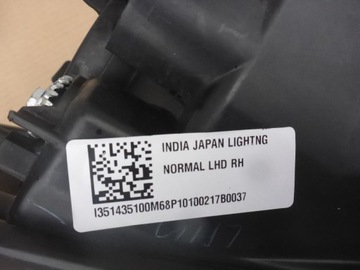 INDIA JAPAN LIGHTNG
NORMAL LHD RH
I351435100M68P10100217B0037